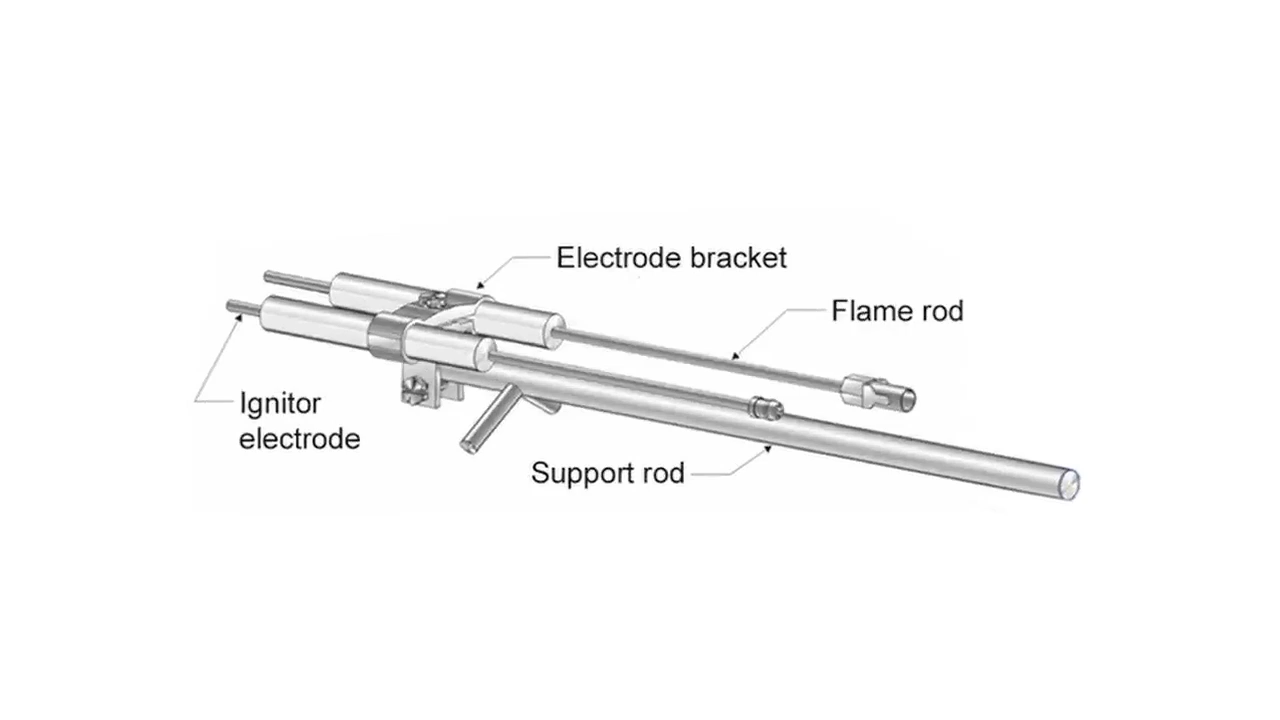 Electrode bracket
Flame rod
Ignitor
electrode
Support rod